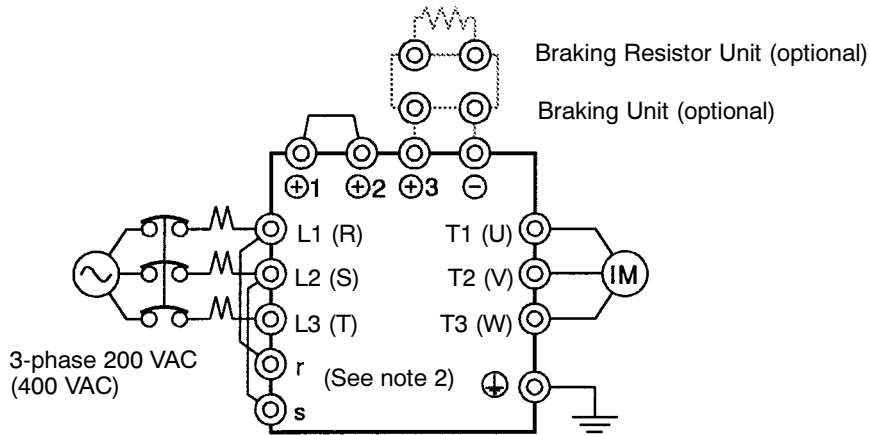 Braking Resistor Unit (optional)
Braking Unit (optional)
⊕1 ⊕2 ⊕3 ⊖
L1 (R) T1 (U)
L2 (S) T2 (V) IM
L3 (T) T3 (W)
3-phase 200 VAC
(400 VAC)
r (See note 2)
s